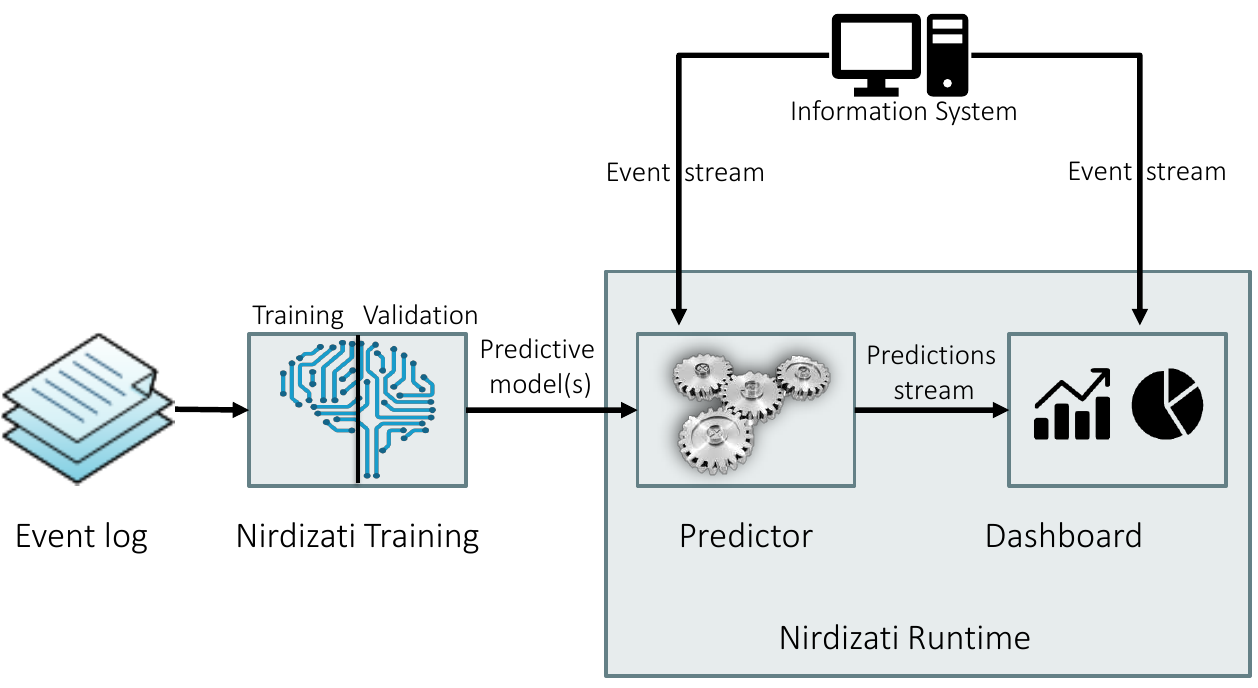 Information System
Event stream
Event stream
Training
Validation
Predictive
model(s)
Predictions
stream
Event log
Nirdizati Training
Predictor
Dashboard
Nirdizati Runtime